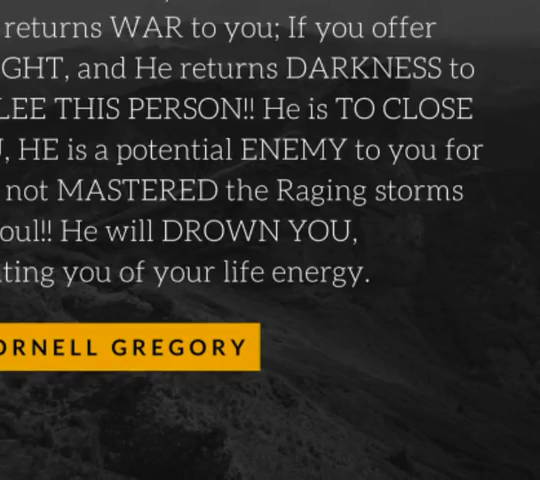 returns WAR to you; If you offer
GHT, and He returns DARKNESS to
LEE THIS PERSON!! He is TO CLOSE
, HE is a potential ENEMY to you for
not MASTERED the Raging storms
oul!! He will DROWN YOU,
ting you of your life energy.
ORNELL GREGORY